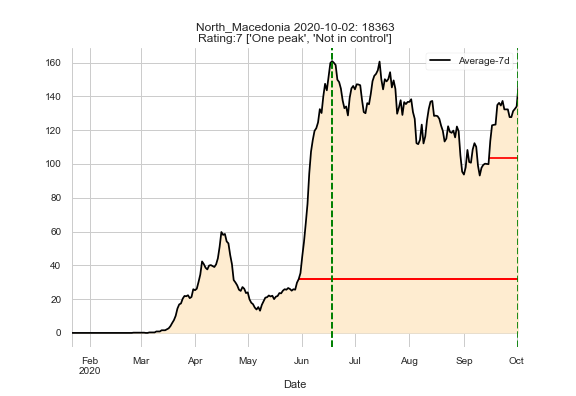 North_Macedonia 2020-10-02: 18363
Rating:7 ['One peak', 'Not in control']
Average-7d
160
140
120
100
80
60
40
20
0
Feb Mar Apr May Jun Jul Aug Sep Oct
2020
Date